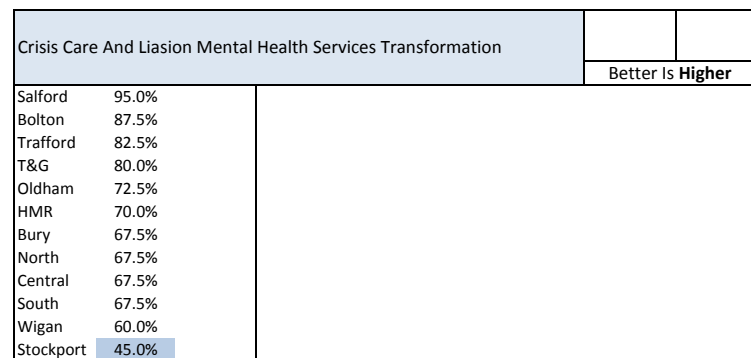 Crisis Care And Liasion Mental Health Services Transformation
Better Is Higher
Salford 95.0%
Bolton 87.5%
Trafford 82.5%
T&G 80.0%
Oldham 72.5%
HMR 70.0%
Bury 67.5%
North 67.5%
Central 67.5%
South 67.5%
Wigan 60.0%
Stockport 45.0%